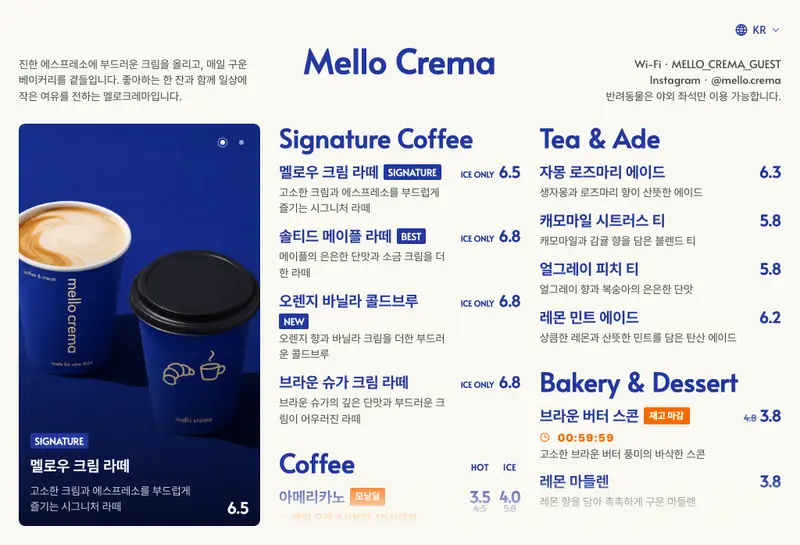 KR
진한 에스프레소에 부드러운 크림을 올리고, 매일 구운
베이커리를 곁들입니다. 좋아하는 한 잔과 함께 일상에
작은 여유를 전하는 멜로크레마입니다.
Mello Crema
Wi-Fi · MELLO_CREMA_GUEST
Instagram · @mello.crema
반려동물은 야외 좌석만 이용 가능합니다.
coffee & cream
mello crema
made for slow days
mello crema
SIGNATURE
멜로우 크림 라떼
고소한 크림과 에스프레소를 부드럽게
즐기는 시그니처 라떼
6.5
Signature Coffee
멜로우 크림 라떼 SIGNATURE ICE ONLY 6.5
고소한 크림과 에스프레소를 부드럽게
즐기는 시그니처 라떼
솔티드 메이플 라떼 BEST ICE ONLY 6.8
메이플의 은은한 단맛과 소금 크림을 더
한 라떼
오렌지 바닐라 콜드브루 ICE ONLY 6.8
NEW
오렌지 향과 바닐라 크림을 더한 부드러
운 콜드브루
브라운 슈가 크림 라떼 ICE ONLY 6.8
브라운 슈가의 깊은 단맛과 부드러운 크
림이 어우러진 라떼
Coffee HOT ICE
아메리카노 모닝딜 3.5 4.0
4.5 5.0
Tea & Ade
자몽 로즈마리 에이드 6.3
생자몽과 로즈마리 향이 산뜻한 에이드
캐모마일 시트러스 티 5.8
캐모마일과 감귤 향을 담은 블렌드 티
얼그레이 피치 티 5.8
얼그레이 향과 복숭아의 은은한 단맛
레몬 민트 에이드 6.2
상큼한 레몬과 산뜻한 민트를 담은 탄산 에이드
Bakery & Dessert
브라운 버터 스콘 재고 마감 4.8 3.8
00:59:59
고소한 브라운 버터 풍미의 바삭한 스콘
레몬 마들렌 3.8
레몬 향을 담아 촉촉하게 구운 마들렌